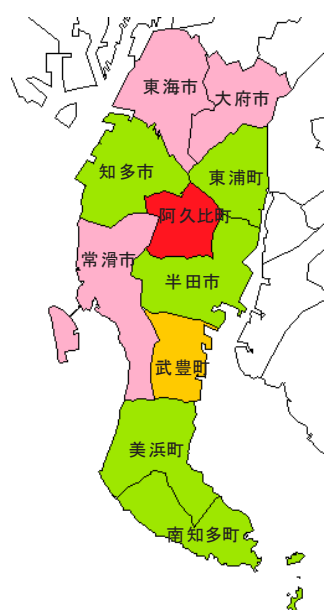 東海市
大府市
知多市
東浦町
阿久比町
常滑市
半田市
武豊町
美浜町
南知多町